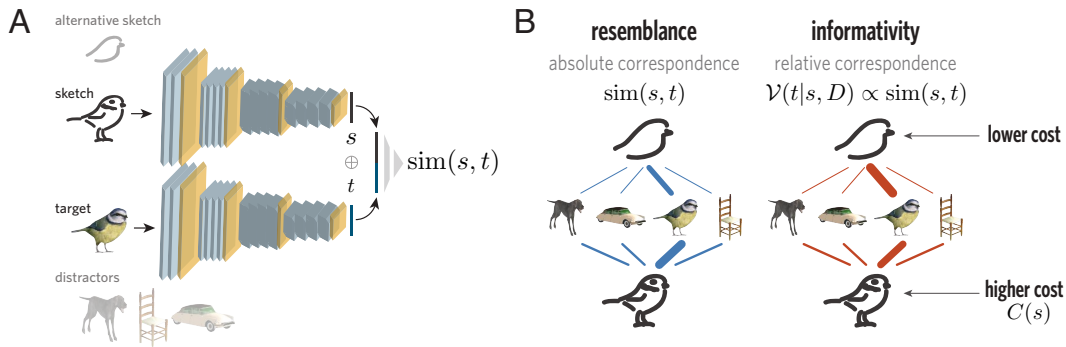 A
alternative sketch
sketch
target
distractors
s
⊕
t
sim(s, t)
B
resemblance
absolute correspondence
sim(s, t)
informativity
relative correspondence
𝒱(t|s, D) ∝ sim(s, t)
lower cost
higher cost
C(s)